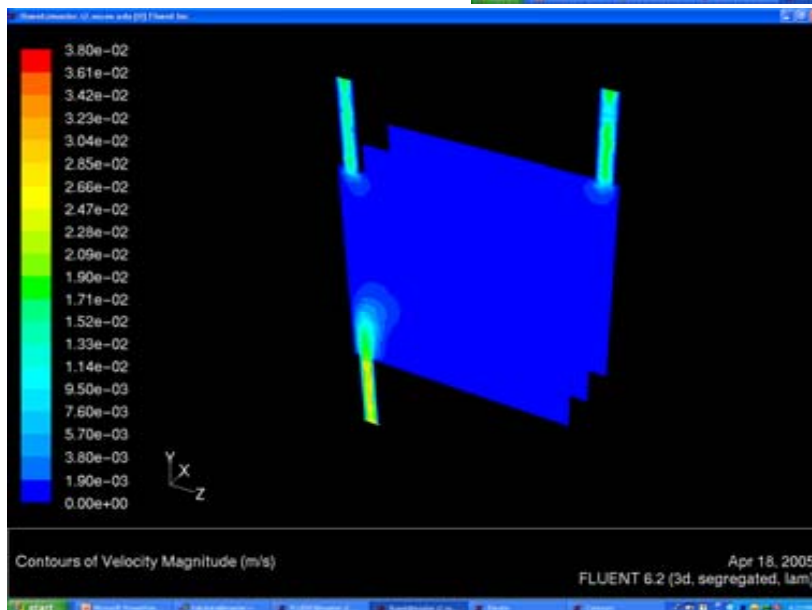 3.80e-02
3.61e-02
3.42e-02
3.23e-02
3.04e-02
2.85e-02
2.66e-02
2.47e-02
2.28e-02
2.09e-02
1.90e-02
1.71e-02
1.52e-02
1.33e-02
1.14e-02
9.50e-03
7.60e-03
5.70e-03
3.80e-03
1.90e-03
0.00e+00
Y
X
Z
Contours of Velocity Magnitude (m/s)
Apr 18, 2005
FLUENT 6.2 (3d, segregated, lam)
start